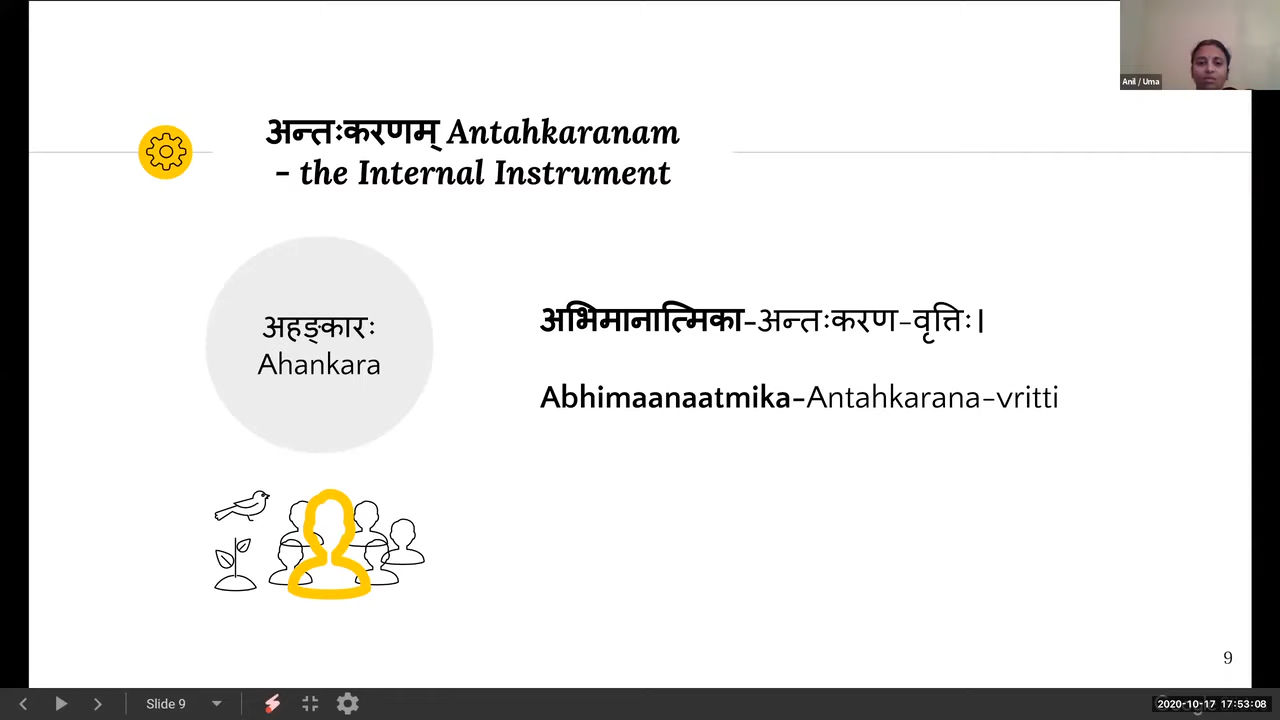 Anil / Uma
अन्तःकरणम् Antahkaranam
- the Internal Instrument
अहङ्कारः
Ahankara
अभिमानात्मिका-अन्तःकरण-वृत्तिः।
Abhimaanaatmika-Antahkarana-vritti
9
Slide 9
2020-10-17 17:53:08